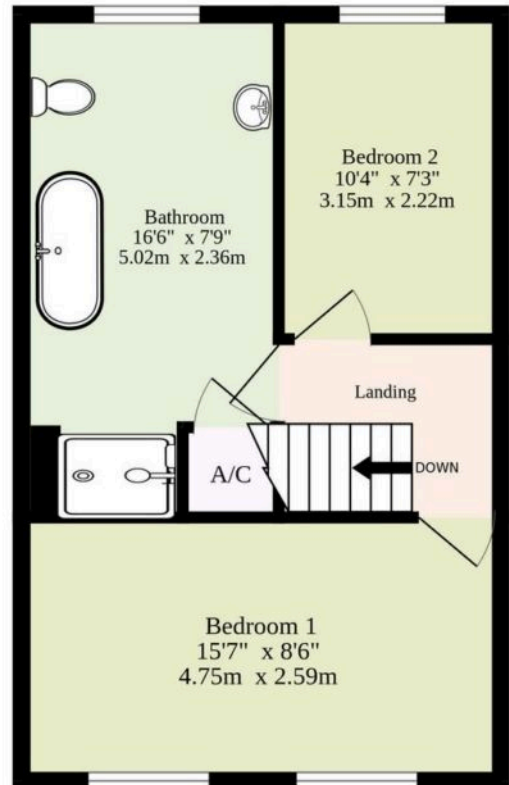 Bathroom
16'6" x 7'9"
5.02m x 2.36m
Bedroom 2
10'4" x 7'3"
3.15m x 2.22m
Landing
A/C
DOWN
Bedroom 1
15'7" x 8'6"
4.75m x 2.59m